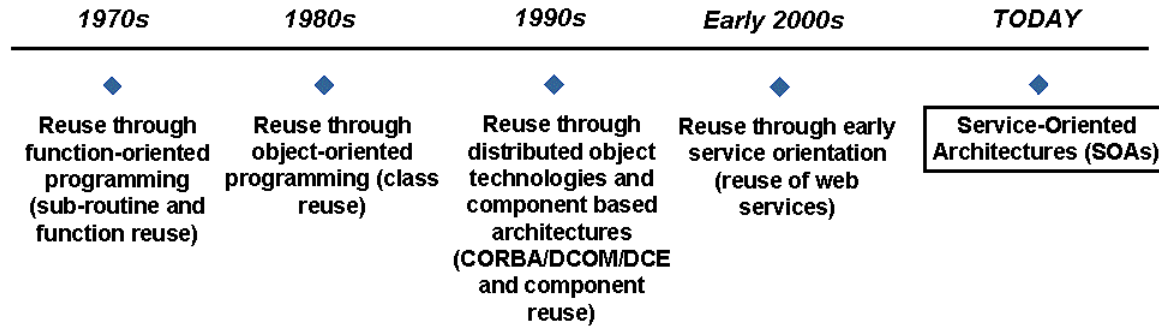 1970s
1980s
1990s
Early 2000s
TODAY
Reuse through
function-oriented
programming
(sub-routine and
function reuse)
Reuse through
object-oriented
programming (class
reuse)
Reuse through
distributed object
technologies and
component based
architectures
(CORBA/DCOM/DCE
and component
reuse)
Reuse through early
service orientation
(reuse of web
services)
Service-Oriented
Architectures (SOAs)